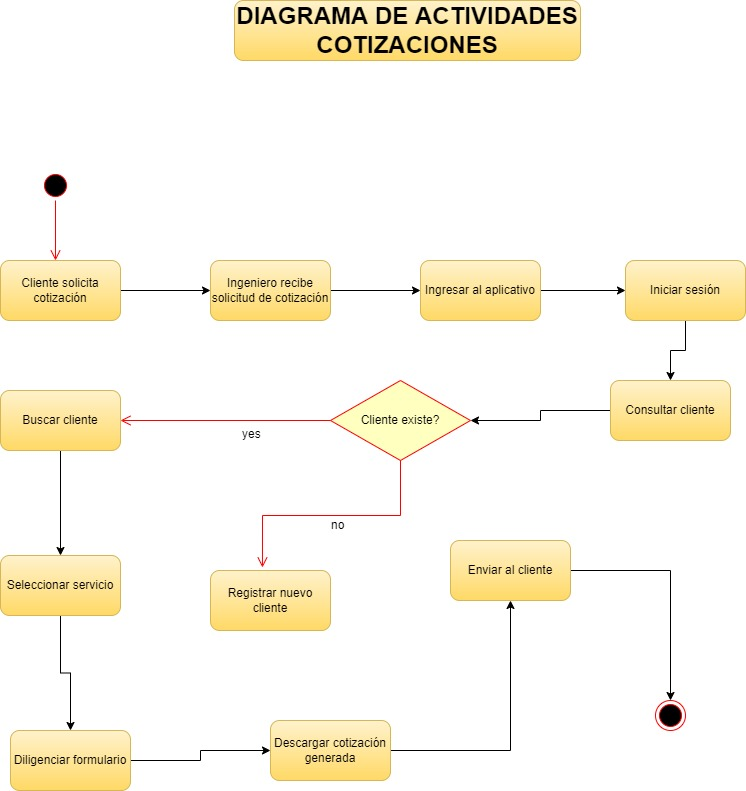 DIAGRAMA DE ACTIVIDADES
COTIZACIONES
Cliente solicita
cotización
Ingeniero recibe
solicitud de cotización
Ingresar al aplicativo
Iniciar sesión
Buscar cliente
yes
Cliente existe?
Consultar cliente
no
Seleccionar servicio
Registrar nuevo
cliente
Enviar al cliente
Diligenciar formulario
Descargar cotización
generada